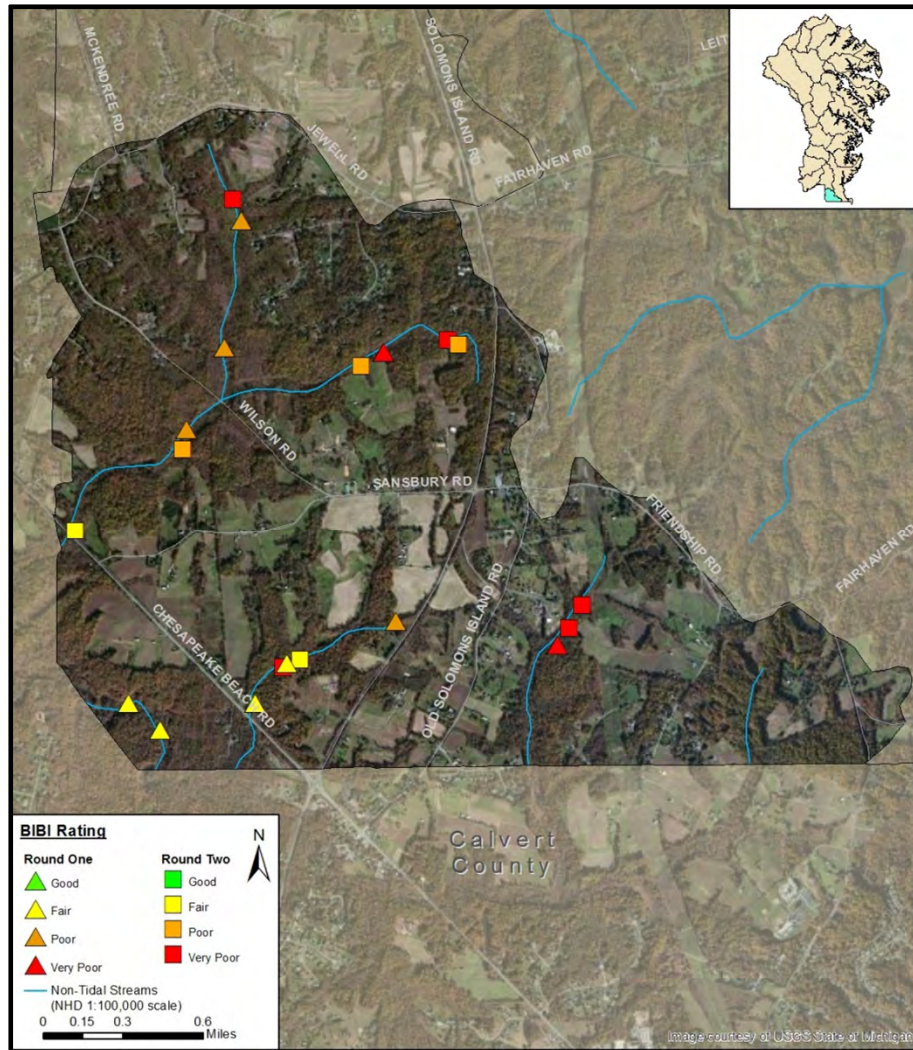 MCKENDREE RD
SOLOMONS ISLAND RD
LEIT
JEWELL RD
FAIRHAVEN RD
WILSON RD
SANSBURY RD
FRIENDSHIP RD
FAIRHAVEN RD
OLD SOLOMONS ISLAND RD
CHESAPEAKE BEACH RD
Calvert
County
BIBI Rating
N
Round One
Round Two
Good
Good
Fair
Fair
Poor
Poor
Very Poor
Very Poor
Non-Tidal Streams
(NHD 1:100,000 scale)
0 0.15 0.3 0.6
Miles
Image courtesy of USGS State of Michigan